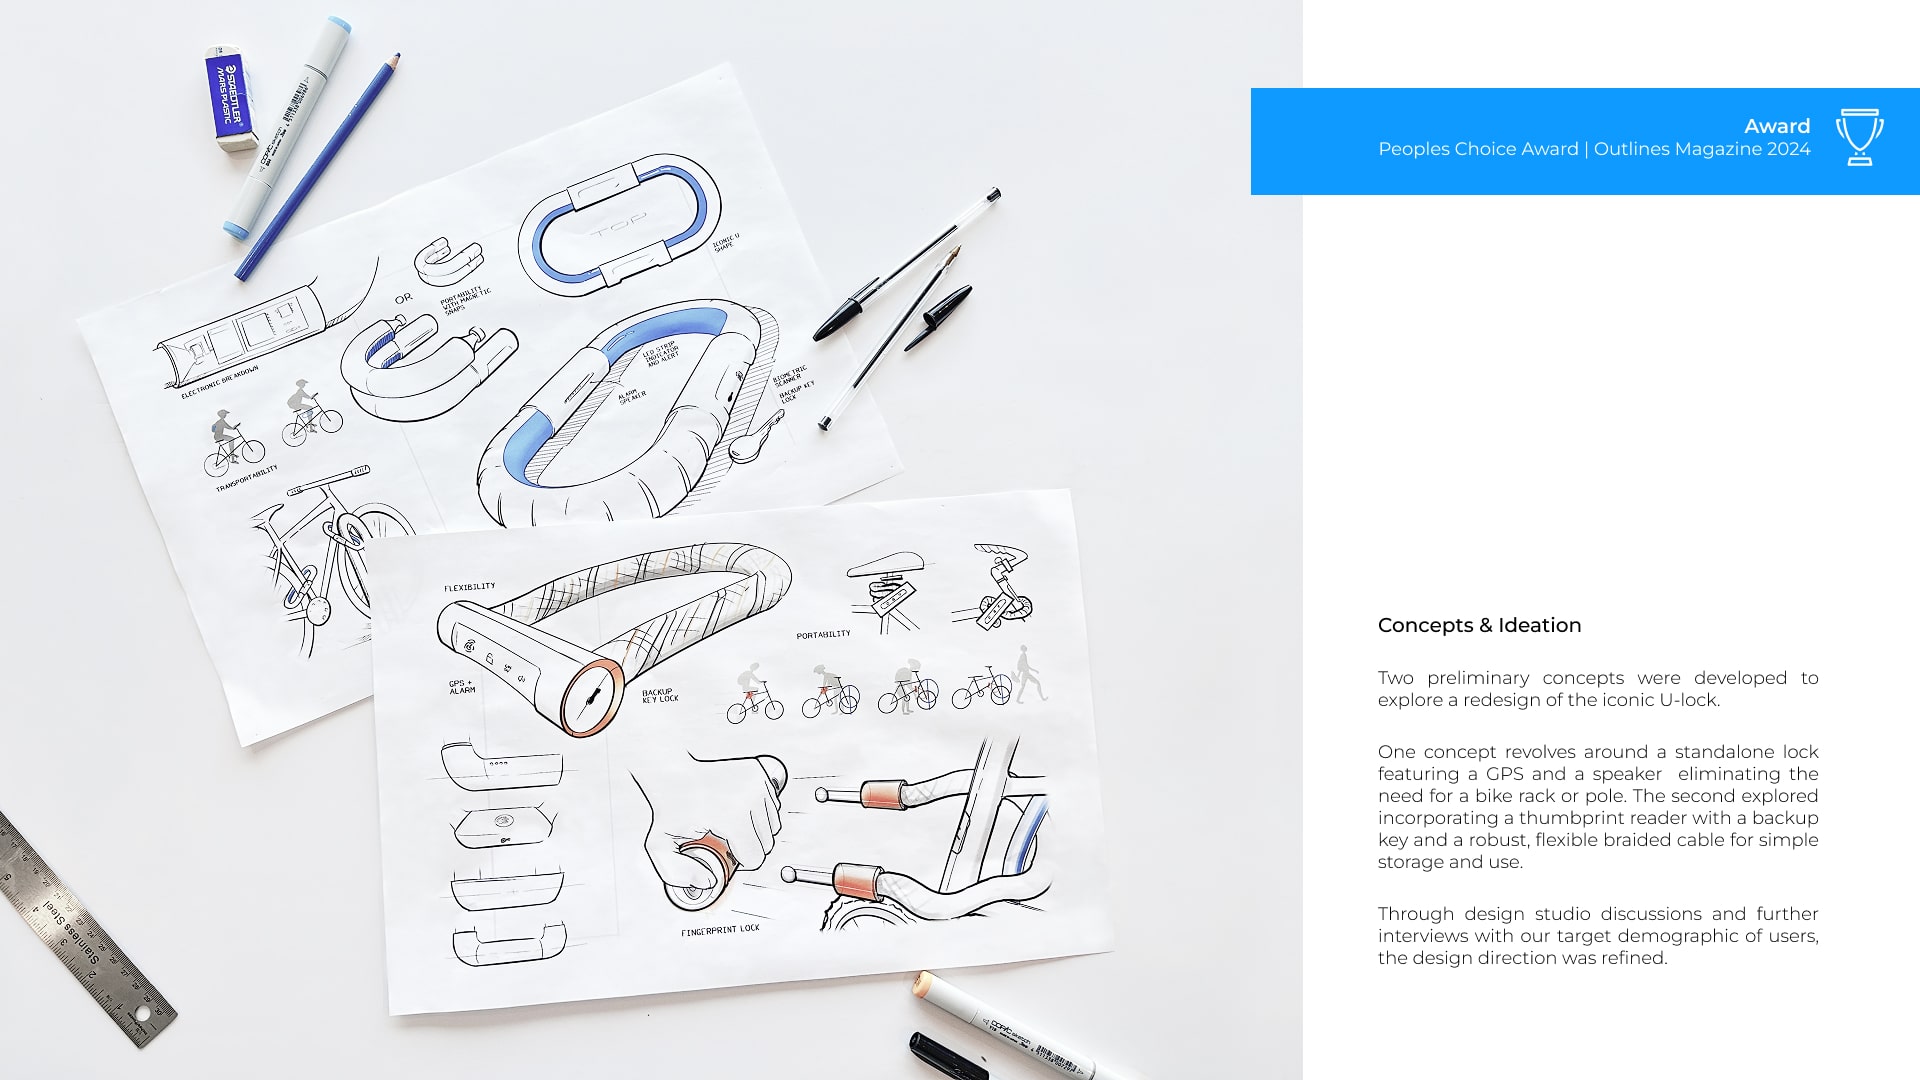 Award
Peoples Choice Award | Outlines Magazine 2024
STAEDTLER
MARS PLASTIC
COPIC sketch
TOP
ICONIC U
SHAPE
OR
PORTABILITY
WITH MAGNETIC
SNAPS
ELECTRONIC BREAKDOWN
LED STRIP
INDICATOR
AND ALERT
ALARM
SPEAKER
BIOMETRIC
SCANNER
BACKUP KEY
LOCK
TRANSPORTABILITY
FLEXIBILITY
PORTABILITY
GPS +
ALARM
BACKUP
KEY LOCK
FINGERPRINT LOCK
Stainless Steel
COPIC sketch
Concepts & Ideation
Two preliminary concepts were developed to
explore a redesign of the iconic U-lock.
One concept revolves around a standalone lock
featuring a GPS and a speaker  eliminating the
need for a bike rack or pole. The second explored
incorporating a thumbprint reader with a backup
key and a robust, flexible braided cable for simple
storage and use.
Through design studio discussions and further
interviews with our target demographic of users,
the design direction was refined.